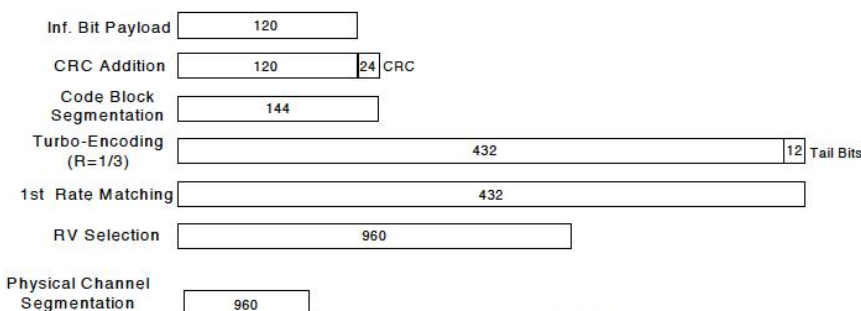 Inf. Bit Payload 120
CRC Addition 120 24 CRC
Code Block
Segmentation 144
Turbo-Encoding
(R=1/3) 432 12 Tail Bits
1st Rate Matching 432
RV Selection 960
Physical Channel
Segmentation 960